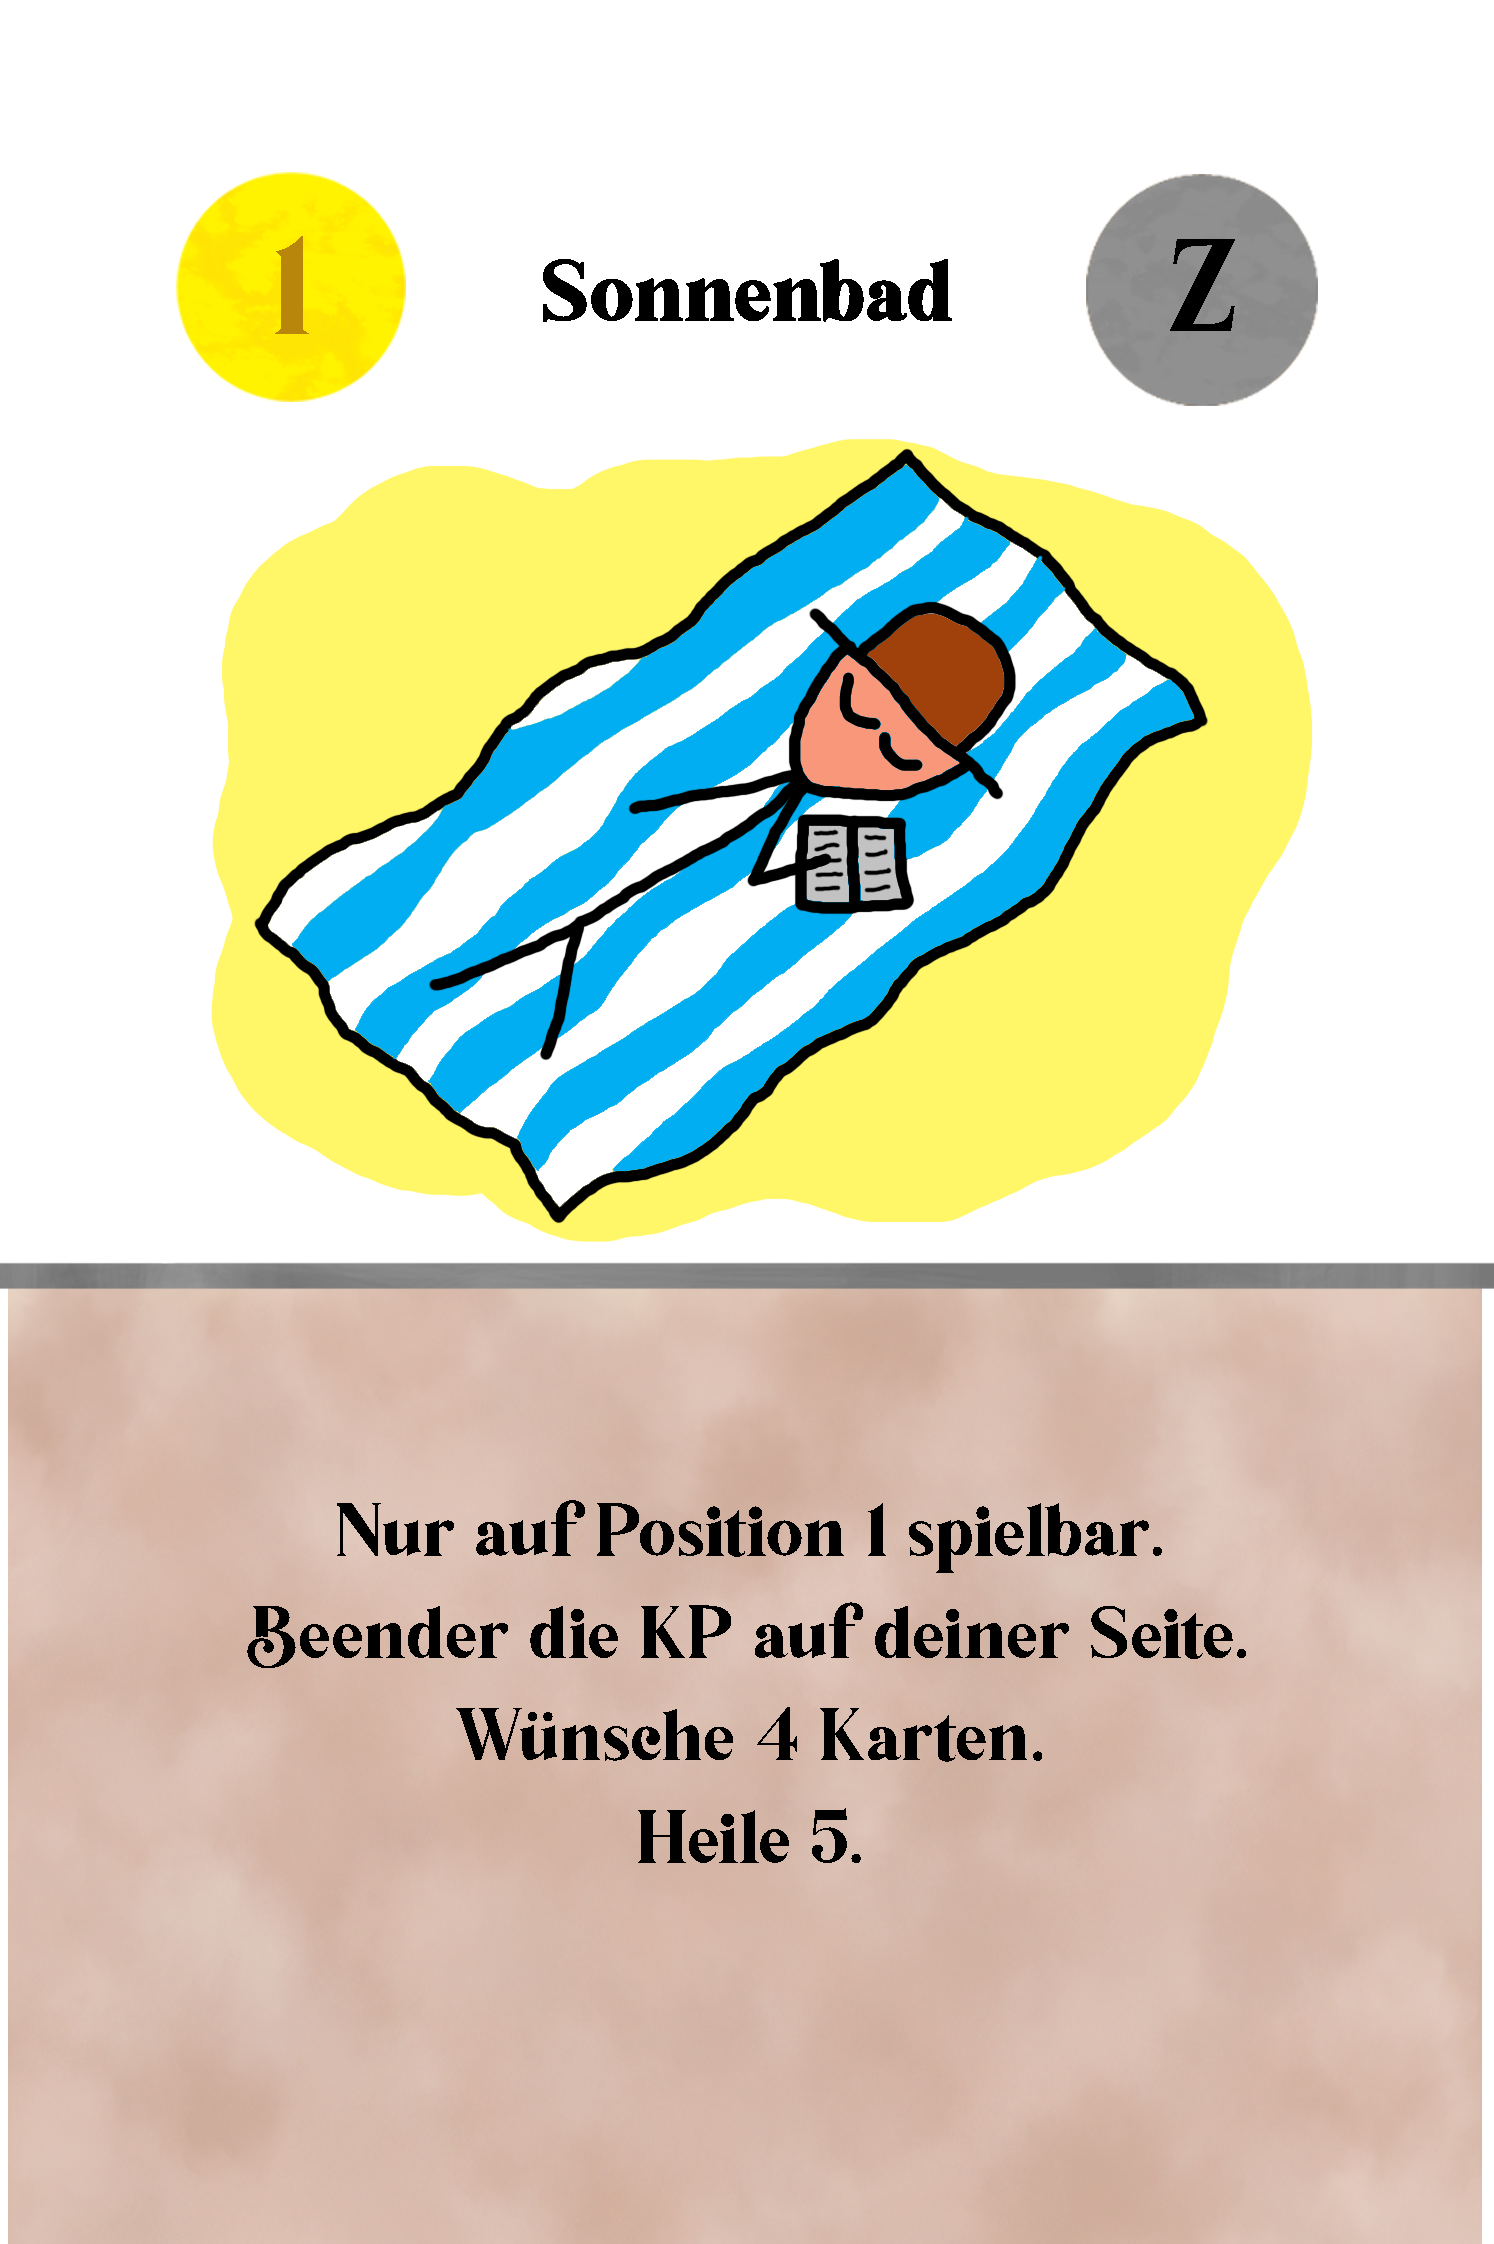 1
Sonnenbad
Z
Nur auf Position 1 spielbar.
Beender die KP auf deiner Seite.
Wünsche 4 Karten.
Heile 5.